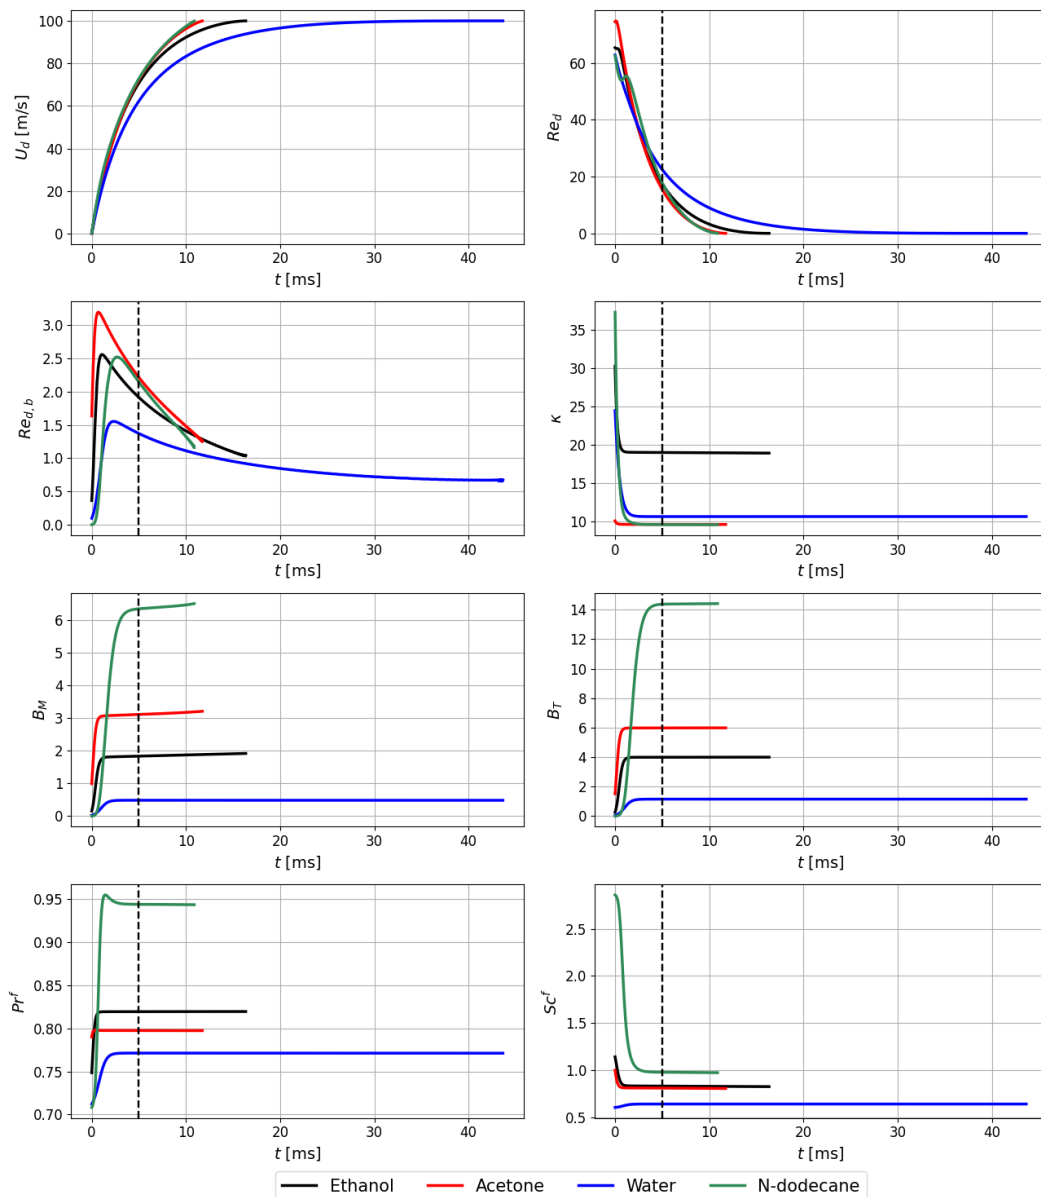 U_d [m/s]
100
80
60
40
20
0
0 10 20 30 40
t [ms]
Re_d
60
40
20
0
0 10 20 30 40
t [ms]
Re_{d,b}
3.0
2.5
2.0
1.5
1.0
0.5
0.0
0 10 20 30 40
t [ms]
κ
35
30
25
20
15
10
0 10 20 30 40
t [ms]
B_M
6
5
4
3
2
1
0
0 10 20 30 40
t [ms]
B_T
14
12
10
8
6
4
2
0
0 10 20 30 40
t [ms]
Pr^f
0.95
0.90
0.85
0.80
0.75
0.70
0 10 20 30 40
t [ms]
Sc^f
2.5
2.0
1.5
1.0
0.5
0 10 20 30 40
t [ms]
Ethanol Acetone Water N-dodecane